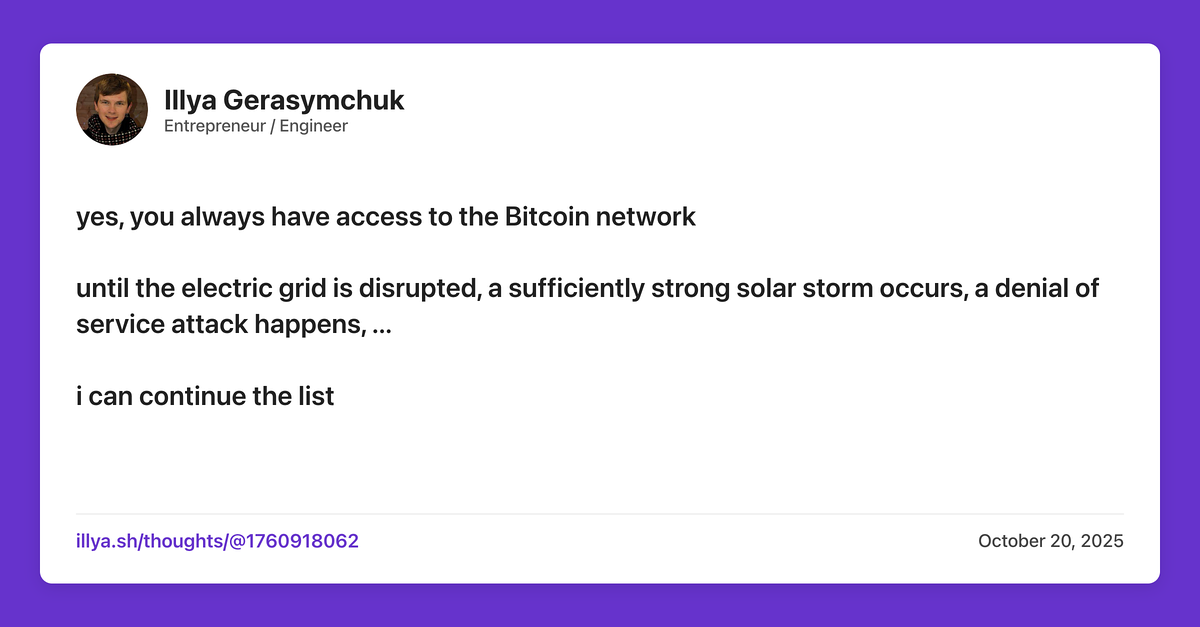 Illya Gerasymchuk
Entrepreneur / Engineer
yes, you always have access to the Bitcoin network
until the electric grid is disrupted, a sufficiently strong solar storm occurs, a denial of
service attack happens, ...
i can continue the list
illya.sh/thoughts/@1760918062
October 20, 2025